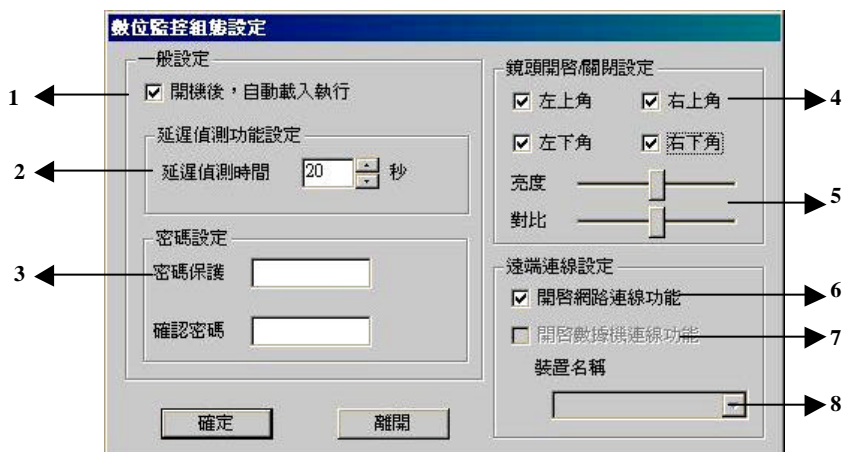 數位監控組態設定
一般設定
1
開機後，自動載入執行
延遲偵測功能設定
2
延遲偵測時間 20 秒
密碼設定
3
密碼保護
確認密碼
確定
離開
鏡頭開啓/關閉設定
左上角 右上角
4
左下角 右下角
亮度
5
對比
遠端連線設定
開啓網路連線功能
6
開啓數據機連線功能
7
裝置名稱
8